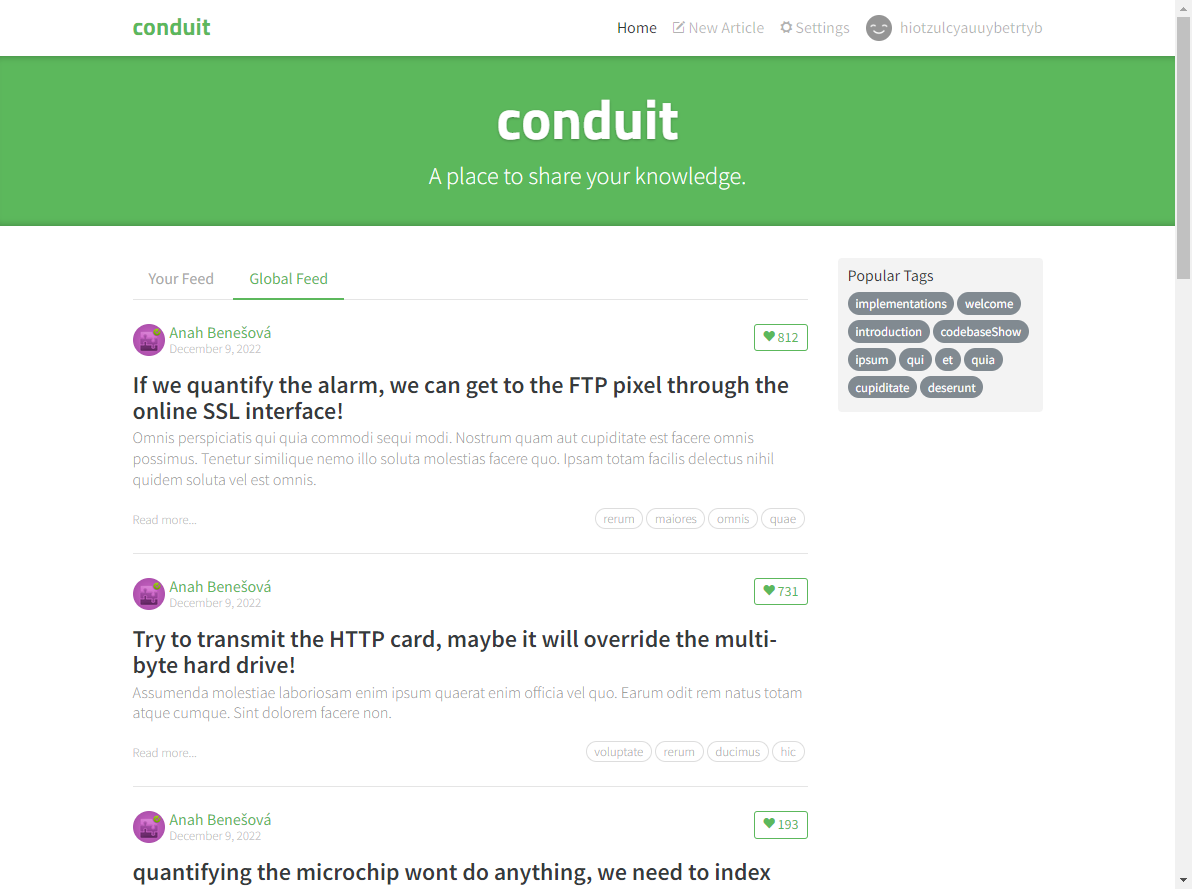 conduit
Home
New Article
Settings
hiotzulcyauuybetrtyb
conduit
A place to share your knowledge.
Your Feed
Global Feed
Anah Benešová
December 9, 2022
812
If we quantify the alarm, we can get to the FTP pixel through the
online SSL interface!
Omnis perspiciatis qui quia commodi sequi modi. Nostrum quam aut cupiditate est facere omnis
possimus. Tenetur similique nemo illo soluta molestias facere quo. Ipsam totam facilis delectus nihil
quidem soluta vel est omnis.
Read more...
rerum maiores omnis quae
Anah Benešová
December 9, 2022
731
Try to transmit the HTTP card, maybe it will override the multi-
byte hard drive!
Assumenda molestiae laboriosam enim ipsum quaerat enim officia vel quo. Earum odit rem natus totam
atque cumque. Sint dolorem facere non.
Read more...
voluptate rerum ducimus hic
Anah Benešová
December 9, 2022
193
quantifying the microchip wont do anything, we need to index
Popular Tags
implementations welcome
introduction codebaseShow
ipsum qui et quia
cupiditate deserunt